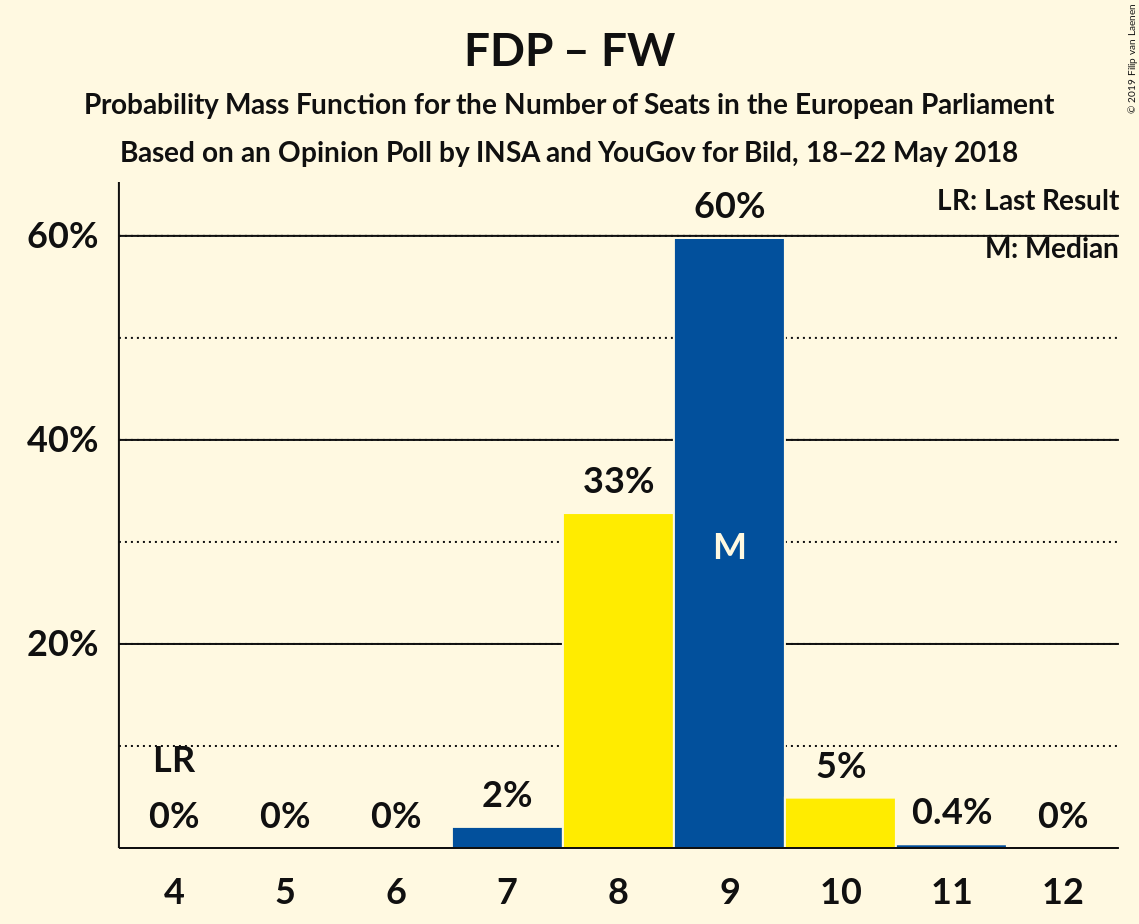 FDP – FW
Probability Mass Function for the Number of Seats in the European Parliament
Based on an Opinion Poll by INSA and YouGov for Bild, 18–22 May 2018
© 2019 Filip van Laenen
LR: Last Result
M: Median
60%
40%
20%
LR
0%
0%
0%
2%
33%
60%
M
5%
0.4%
0%
4 5 6 7 8 9 10 11 12